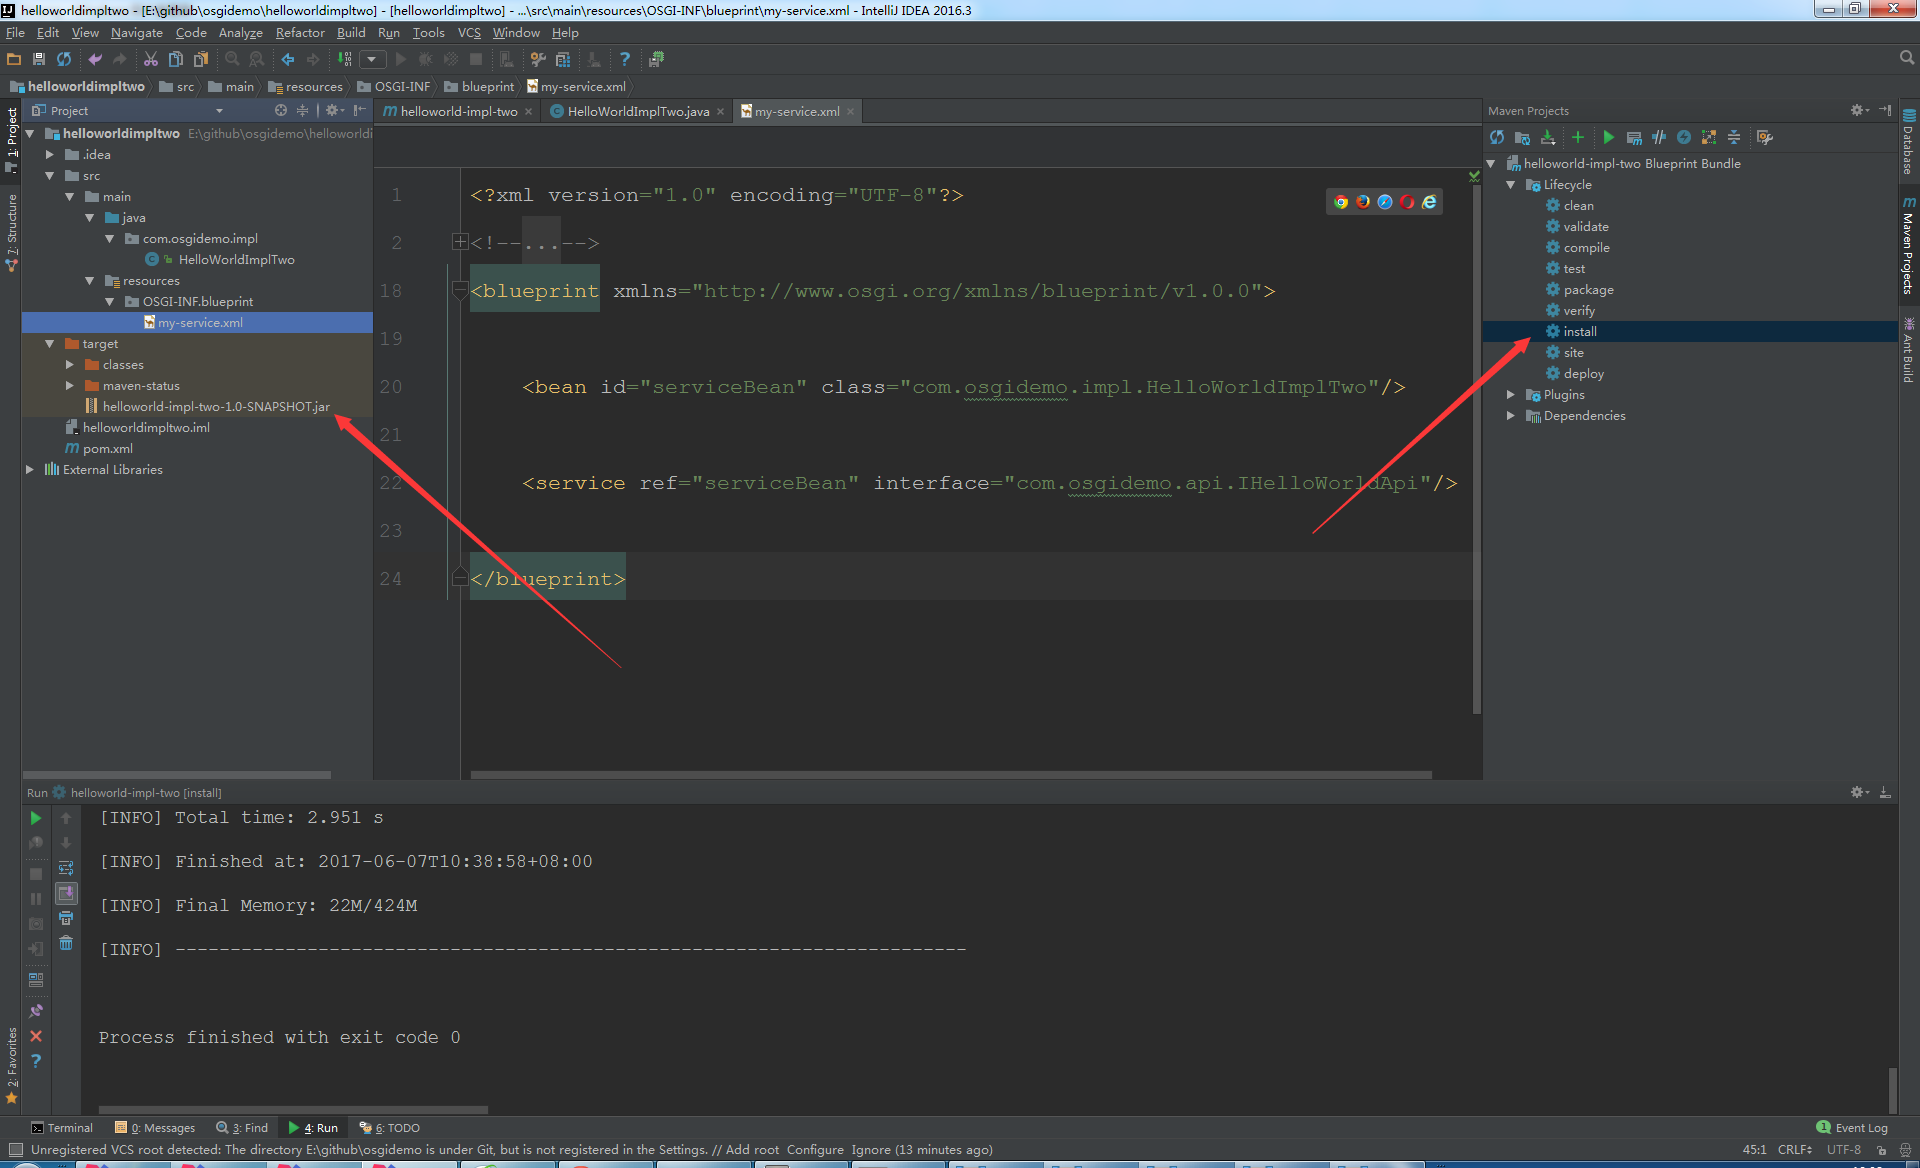 helloworldimpltwo - [E:\github\osgidemo\helloworldimpltwo] - [helloworldimpltwo] - ...\src\main\resources\OSGI-INF\blueprint\my-service.xml - IntelliJ IDEA 2016.3
File Edit View Navigate Code Analyze Refactor Build Run Tools VCS Window Help
helloworldimpltwo src main resources OSGI-INF blueprint my-service.xml
Project
helloworld-impl-two HelloWorldImplTwo.java my-service.xml
Maven Projects
1: Project
7: Structure
2: Favorites
helloworldimpltwo E:\github\osgidemo\helloworldi
.idea
src
main
java
com.osgidemo.impl
HelloWorldImplTwo
resources
OSGI-INF.blueprint
my-service.xml
target
classes
maven-status
helloworld-impl-two-1.0-SNAPSHOT.jar
helloworldimpltwo.iml
pom.xml
External Libraries
1 <?xml version="1.0" encoding="UTF-8"?>
2 <!--...-->
18 <blueprint xmlns="http://www.osgi.org/xmlns/blueprint/v1.0.0">
19
20 <bean id="serviceBean" class="com.osgidemo.impl.HelloWorldImplTwo"/>
21
22 <service ref="serviceBean" interface="com.osgidemo.api.IHelloWorldApi"/>
23
24 </blueprint>
helloworld-impl-two Blueprint Bundle
Lifecycle
clean
validate
compile
test
package
verify
install
site
deploy
Plugins
Dependencies
Database
Maven Projects
Ant Build
Run helloworld-impl-two [install]
[INFO] Total time: 2.951 s
[INFO] Finished at: 2017-06-07T10:38:58+08:00
[INFO] Final Memory: 22M/424M
[INFO] ------------------------------------------------------------------------
Process finished with exit code 0
Terminal 0: Messages 3: Find 4: Run 6: TODO
1 Event Log
Unregistered VCS root detected: The directory E:\github\osgidemo is under Git, but is not registered in the Settings. // Add root Configure Ignore (13 minutes ago)
45:1 CRLF UTF-8